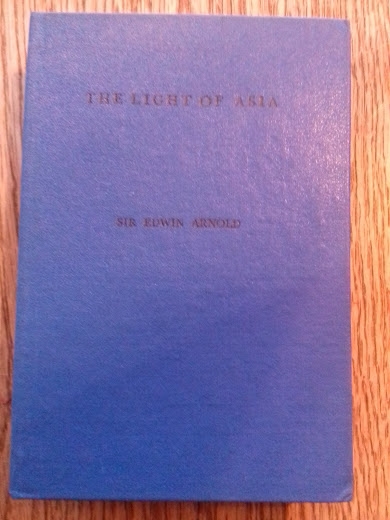 THE LIGHT OF ASIA
SIR EDWIN ARNOLD